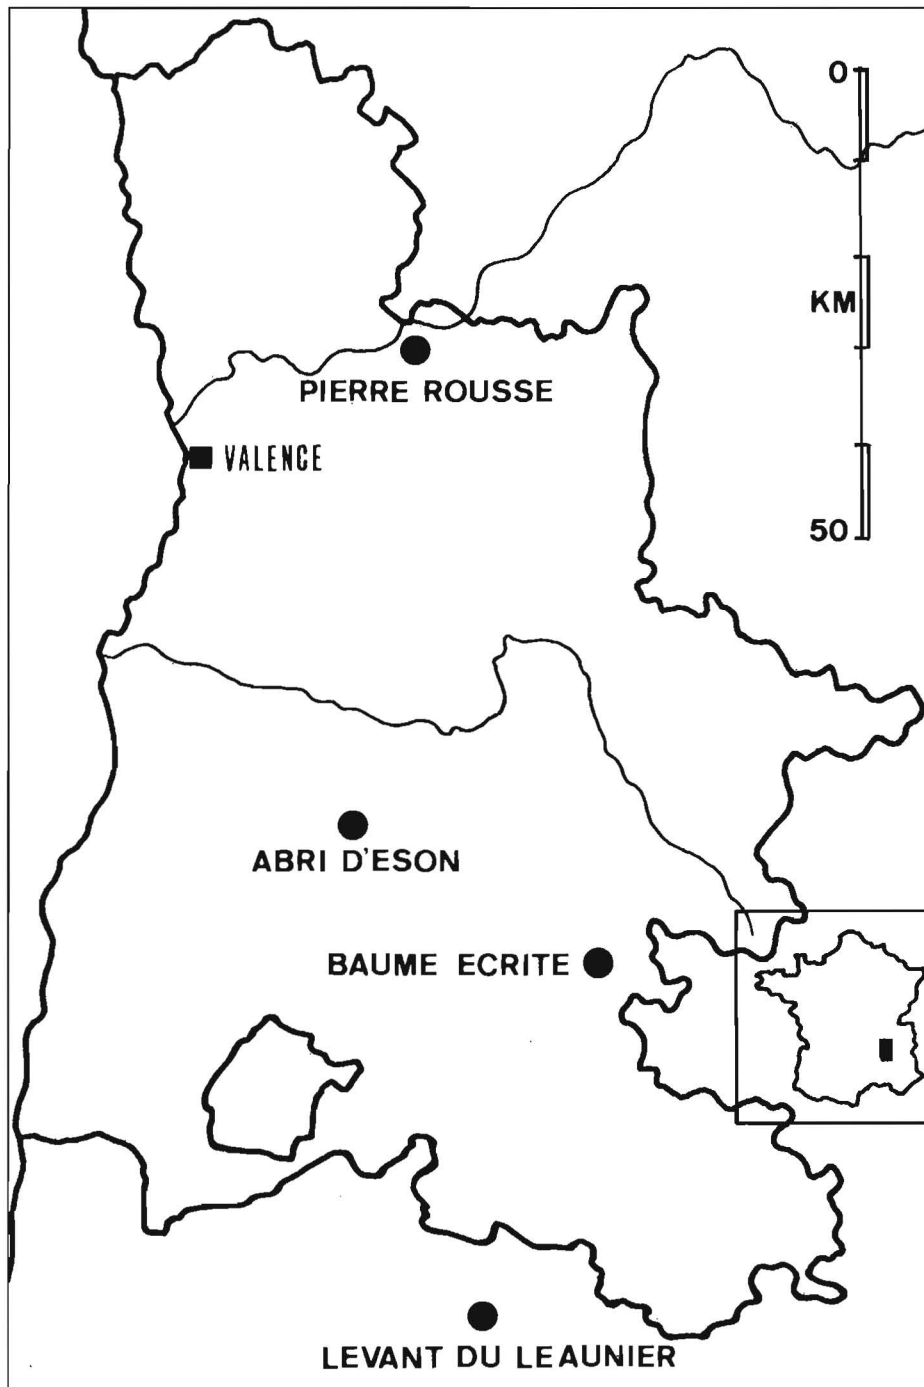 0
KM
PIERRE ROUSSE
VALENCE
50
ABRI D'ESON
BAUME ECRITE
LEVANT DU LEAUNIER